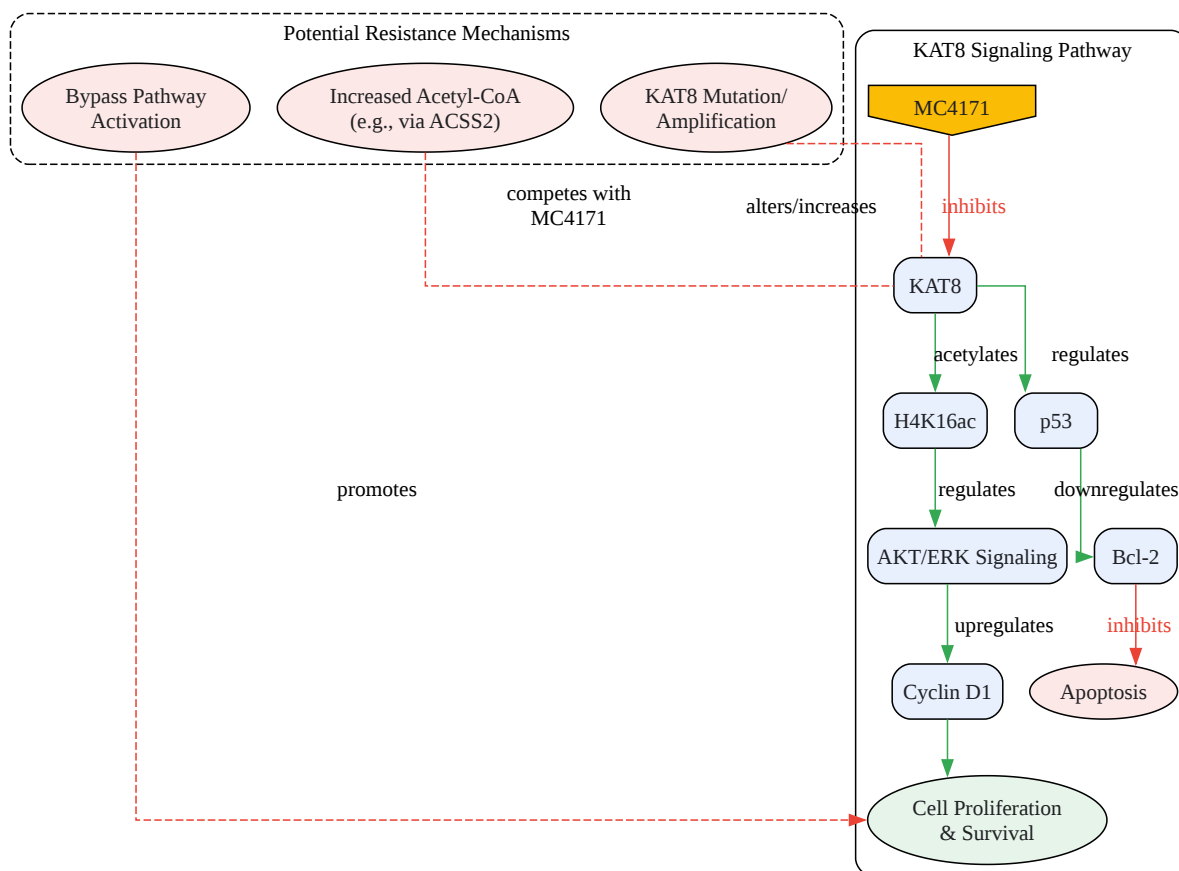 Potential Resistance Mechanisms
KAT8 Signaling Pathway
Bypass Pathway
Activation
Increased Acetyl-CoA
(e.g., via ACSS2)
KAT8 Mutation/
Amplification
MC4171
competes with
MC4171
alters/increases
inhibits
KAT8
acetylates
regulates
H4K16ac
p53
promotes
regulates
downregulates
AKT/ERK Signaling
Bcl-2
upregulates
inhibits
Cyclin D1
Apoptosis
Cell Proliferation
& Survival